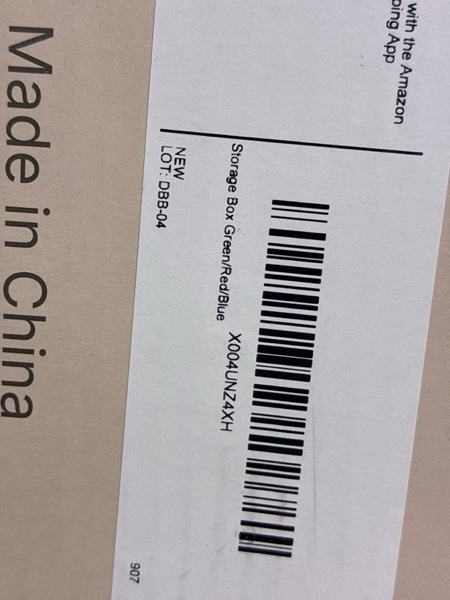 with the Amazon
ping App
X004UNZ4XH
Storage Box Green/Red/Blue
NEW
LOT: DBB-04
907
Made in China